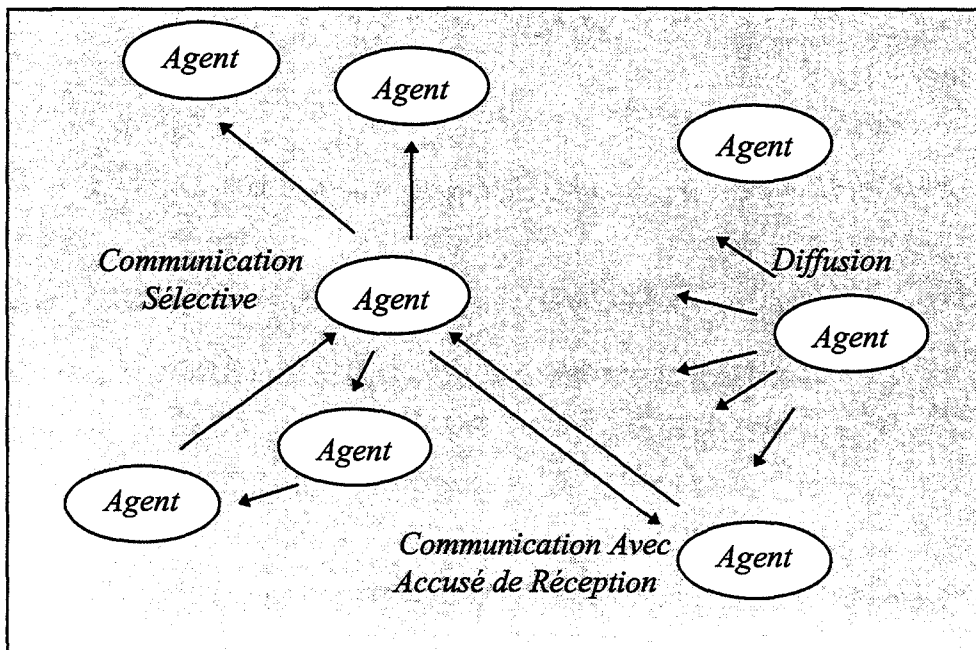 Agent
Agent
Agent
Communication
Sélective
Diffusion
Agent
Agent
Agent
Agent
Communication Avec
Accusé de Réception
Agent